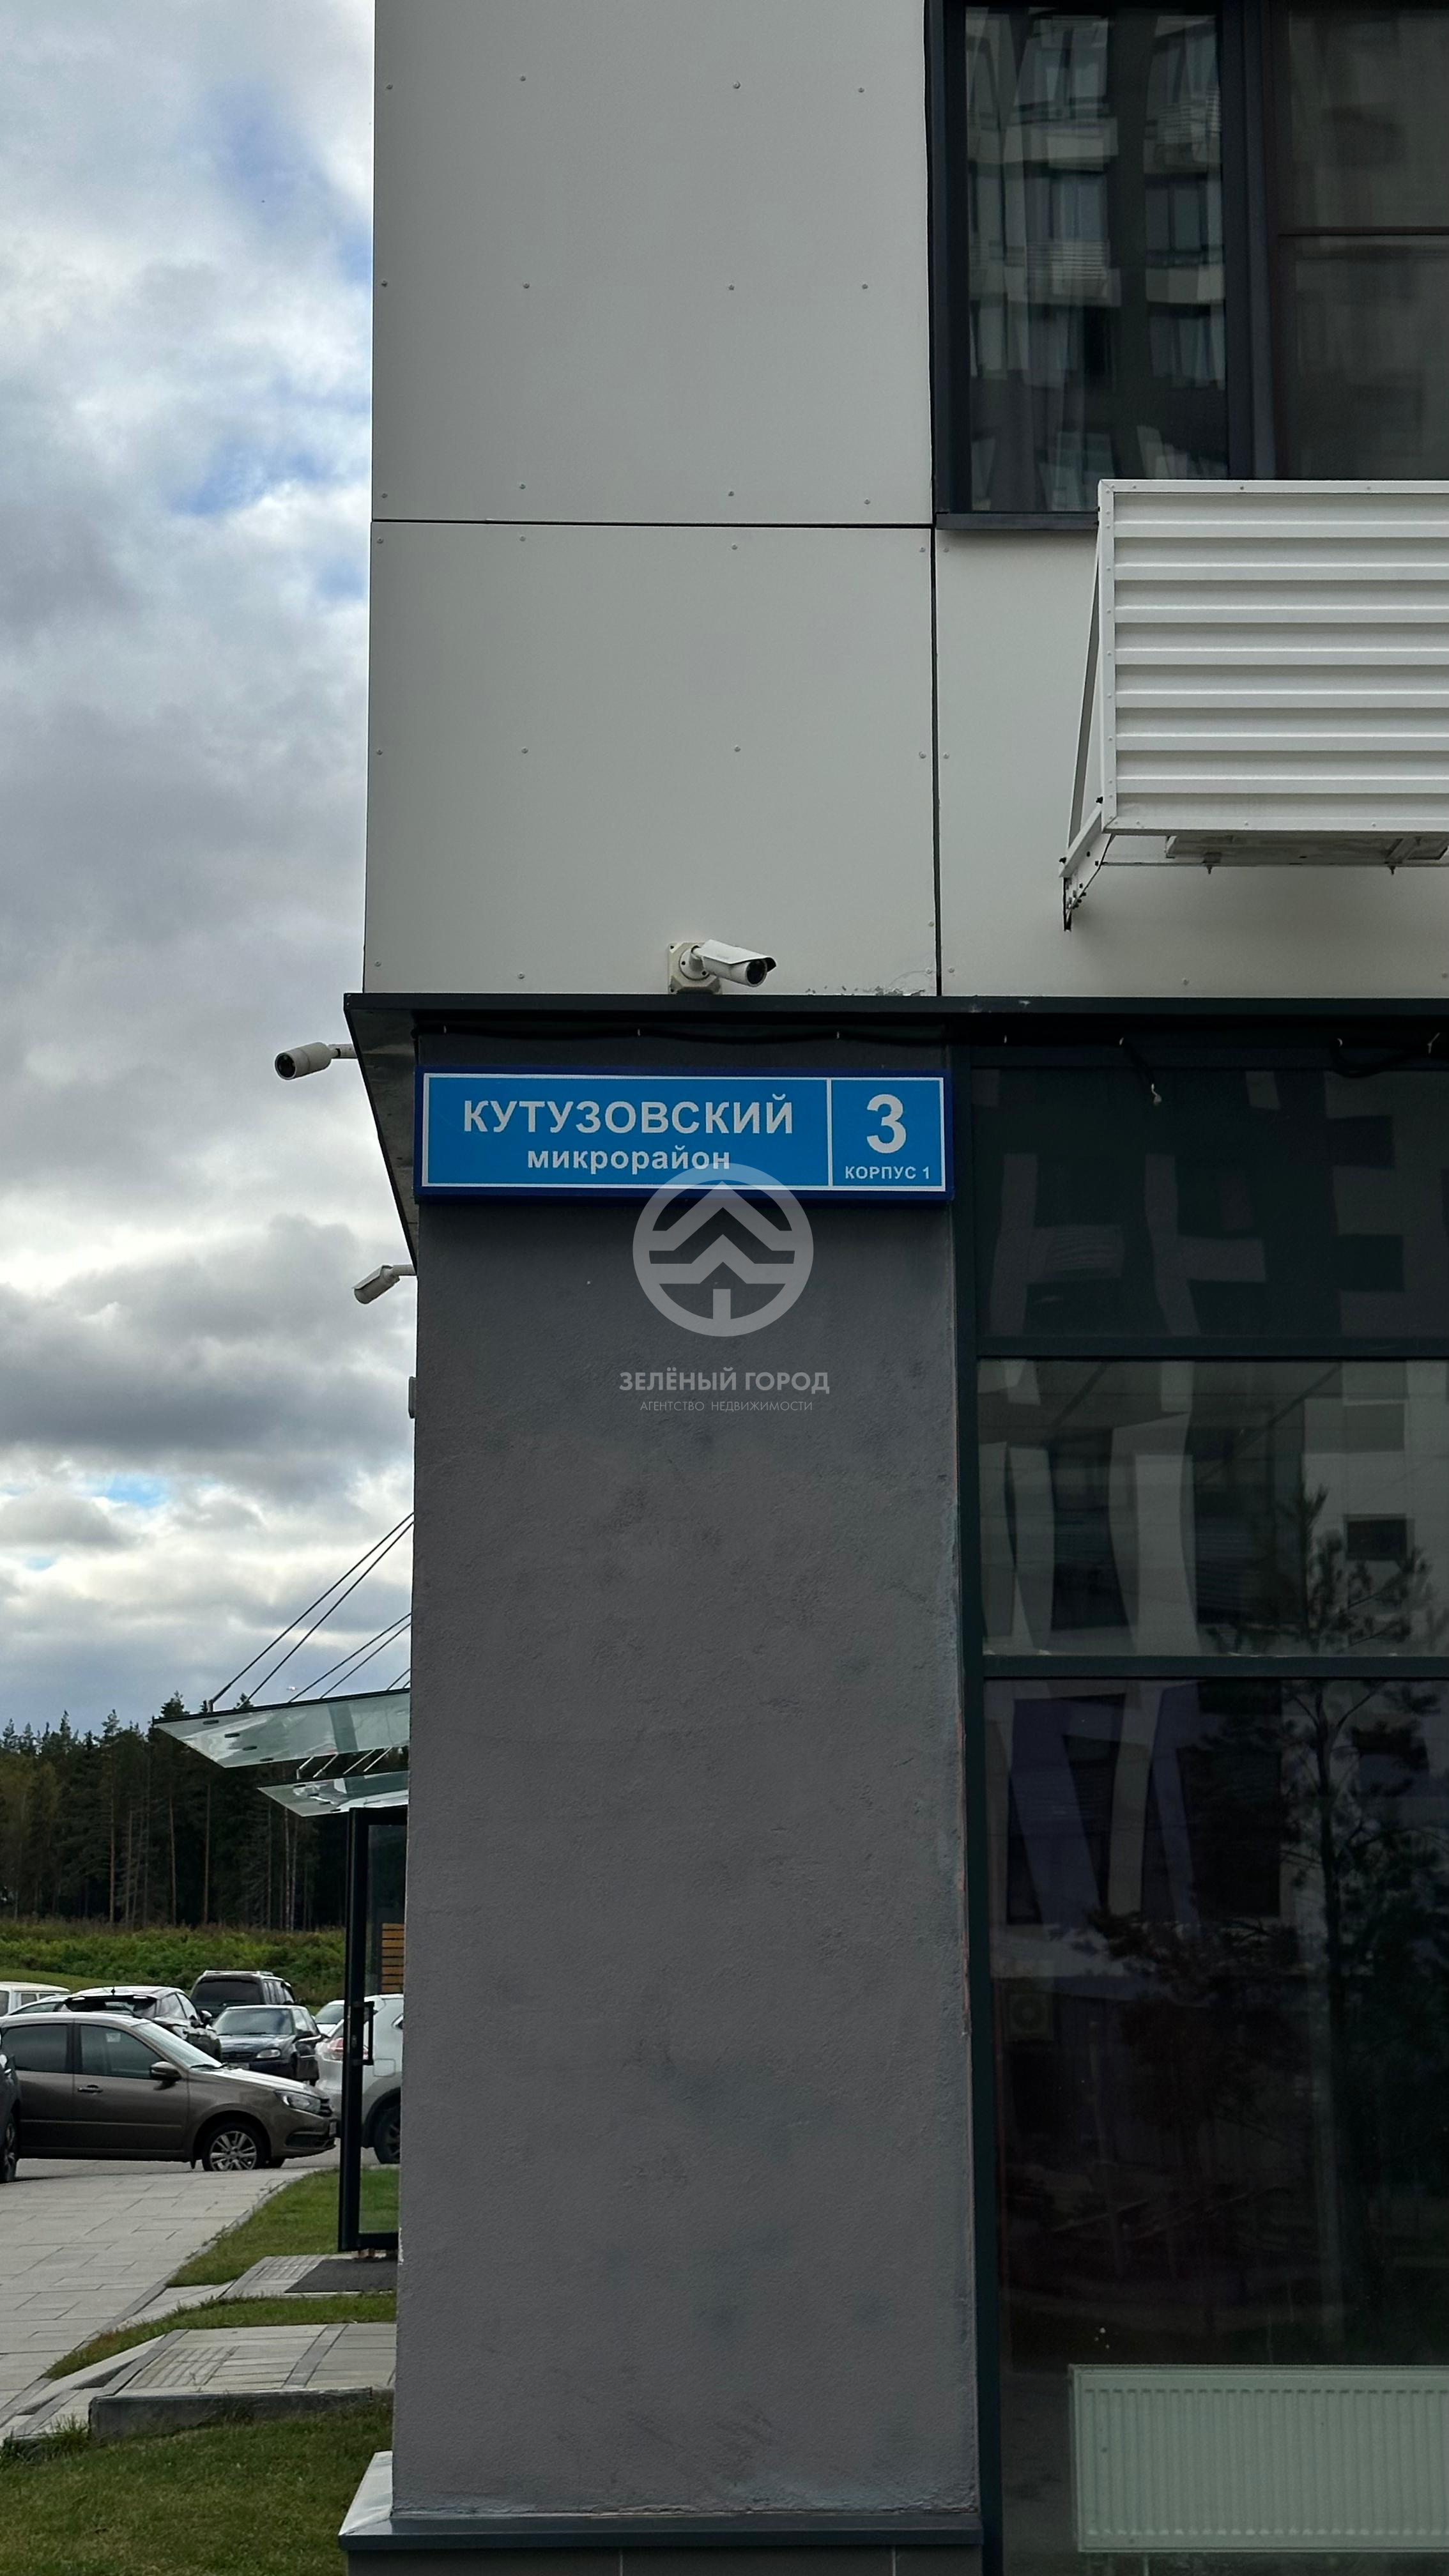 КУТУЗОВСКИЙ
микрорайон
3
КОРПУС 1
ЗЕЛЁНЫЙ ГОРОД
АГЕНТСТВО НЕДВИЖИМОСТИ